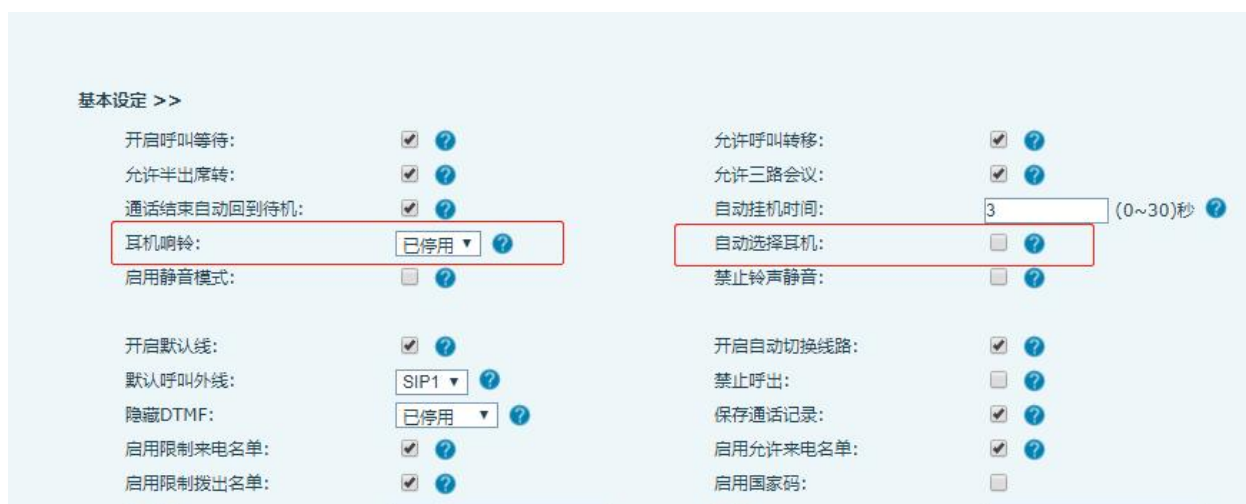 基本设定 >>
开启呼叫等待: 允许呼叫转移:
允许半出席转: 允许三路会议:
通话结束自动回到待机: 自动挂机时间: 3 (0~30)秒
耳机响铃: 已停用 自动选择耳机:
启用静音模式: 禁止铃声静音:
开启默认线: 开启自动切换线路:
默认呼叫外线: SIP1 禁止呼出:
隐藏DTMF: 已停用 保存通话记录:
启用限制来电名单: 启用允许来电名单:
启用限制拨出名单: 启用国家码: